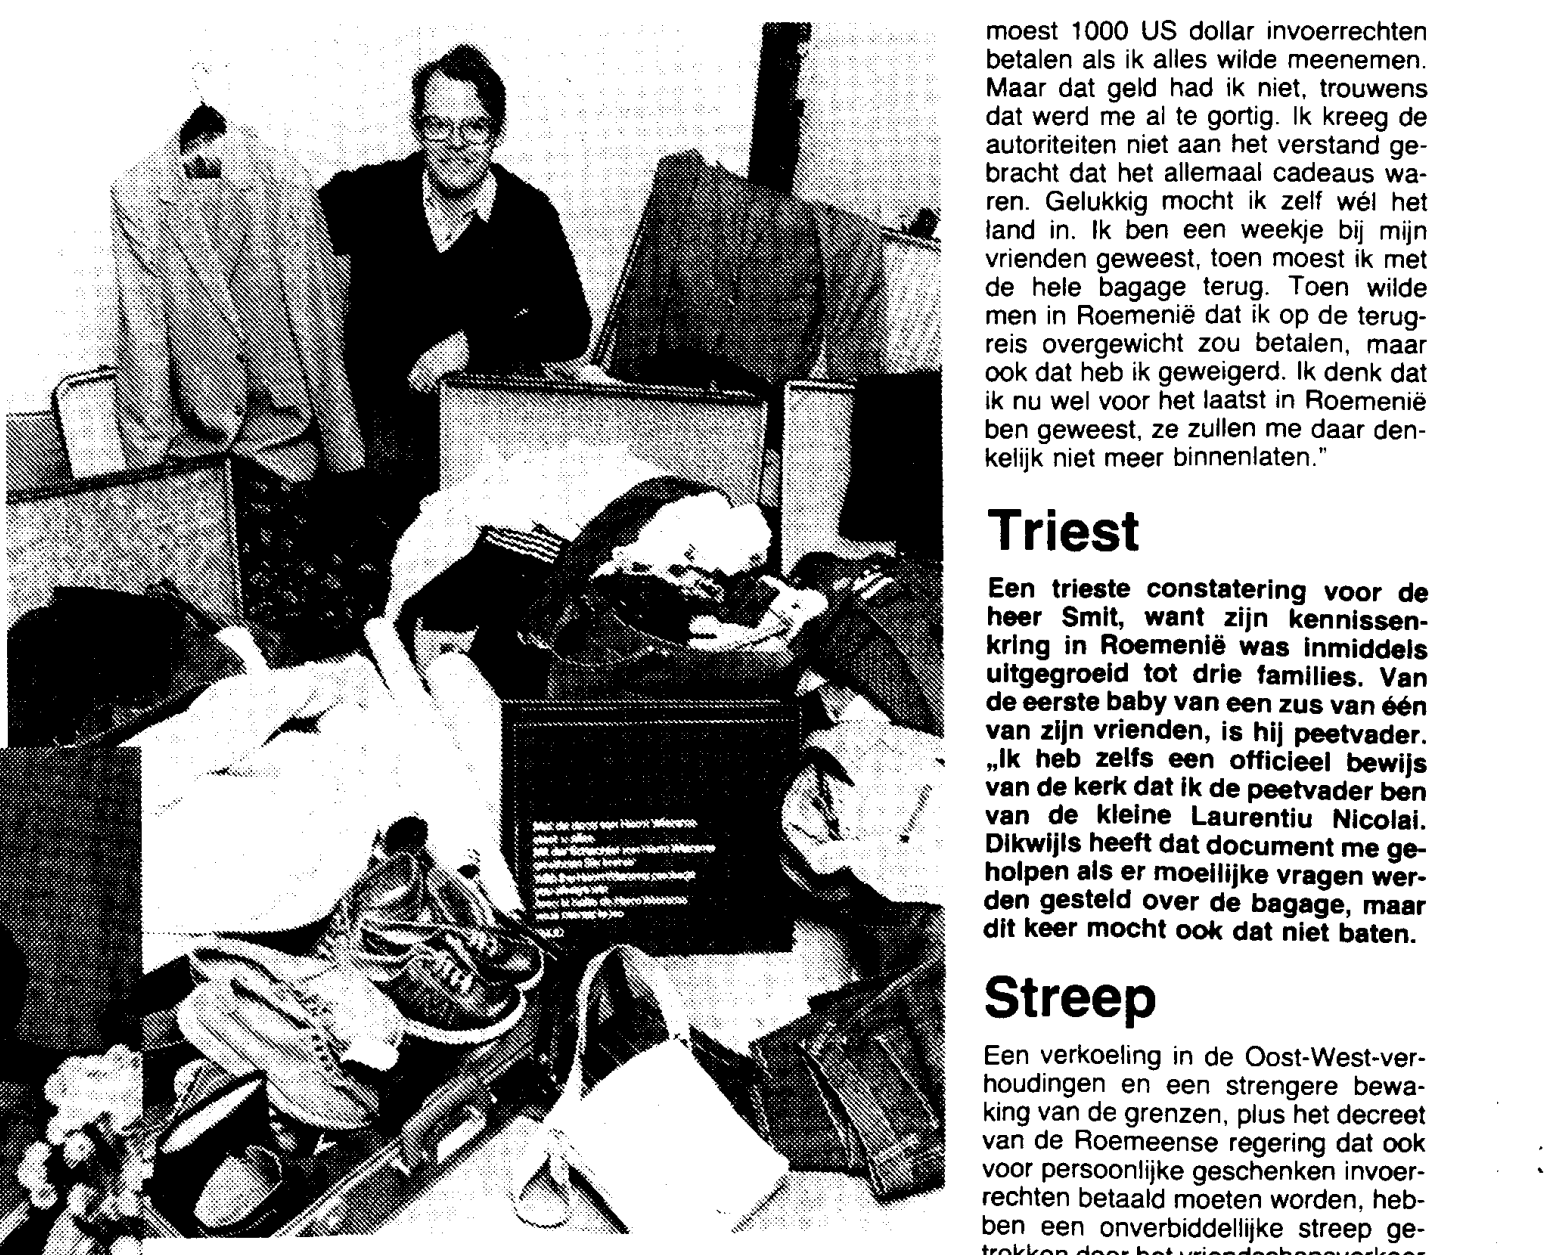 moest 1000 US dollar invoerrechten
betalen als ik alles wilde meenemen.
Maar dat geld had ik niet, trouwens
dat werd me al te gortig. Ik kreeg de
autoriteiten niet aan het verstand ge-
bracht dat het allemaal cadeaus wa-
ren. Gelukkig mocht ik zelf wél het
land in. Ik ben een weekje bij mijn
vrienden geweest, toen moest ik met
de hele bagage terug. Toen wilde
men in Roemenië dat ik op de terug-
reis overgewicht zou betalen, maar
ook dat heb ik geweigerd. Ik denk dat
ik nu wel voor het laatst in Roemenië
ben geweest, ze zullen me daar den-
kelijk niet meer binnenlaten.”
Triest
Een trieste constatering voor de
heer Smit, want zijn kennissen-
kring in Roemenië was inmiddels
uitgegroeid tot drie families. Van
de eerste baby van een zus van één
van zijn vrienden, is hij peetvader.
„Ik heb zelfs een officieel bewijs
van de kerk dat ik de peetvader ben
van de kleine Laurentiu Nicolai.
Dikwijls heeft dat document me ge-
holpen als er moeilijke vragen wer-
den gesteld over de bagage, maar
dit keer mocht ook dat niet baten.
Streep
Een verkoeling in de Oost-West-ver-
houdingen en een strengere bewa-
king van de grenzen, plus het decreet
van de Roemeense regering dat ook
voor persoonlijke geschenken invoer-
rechten betaald moeten worden, heb-
ben een onverbiddellijke streep ge-
trokken door het vriendschapsverkeer